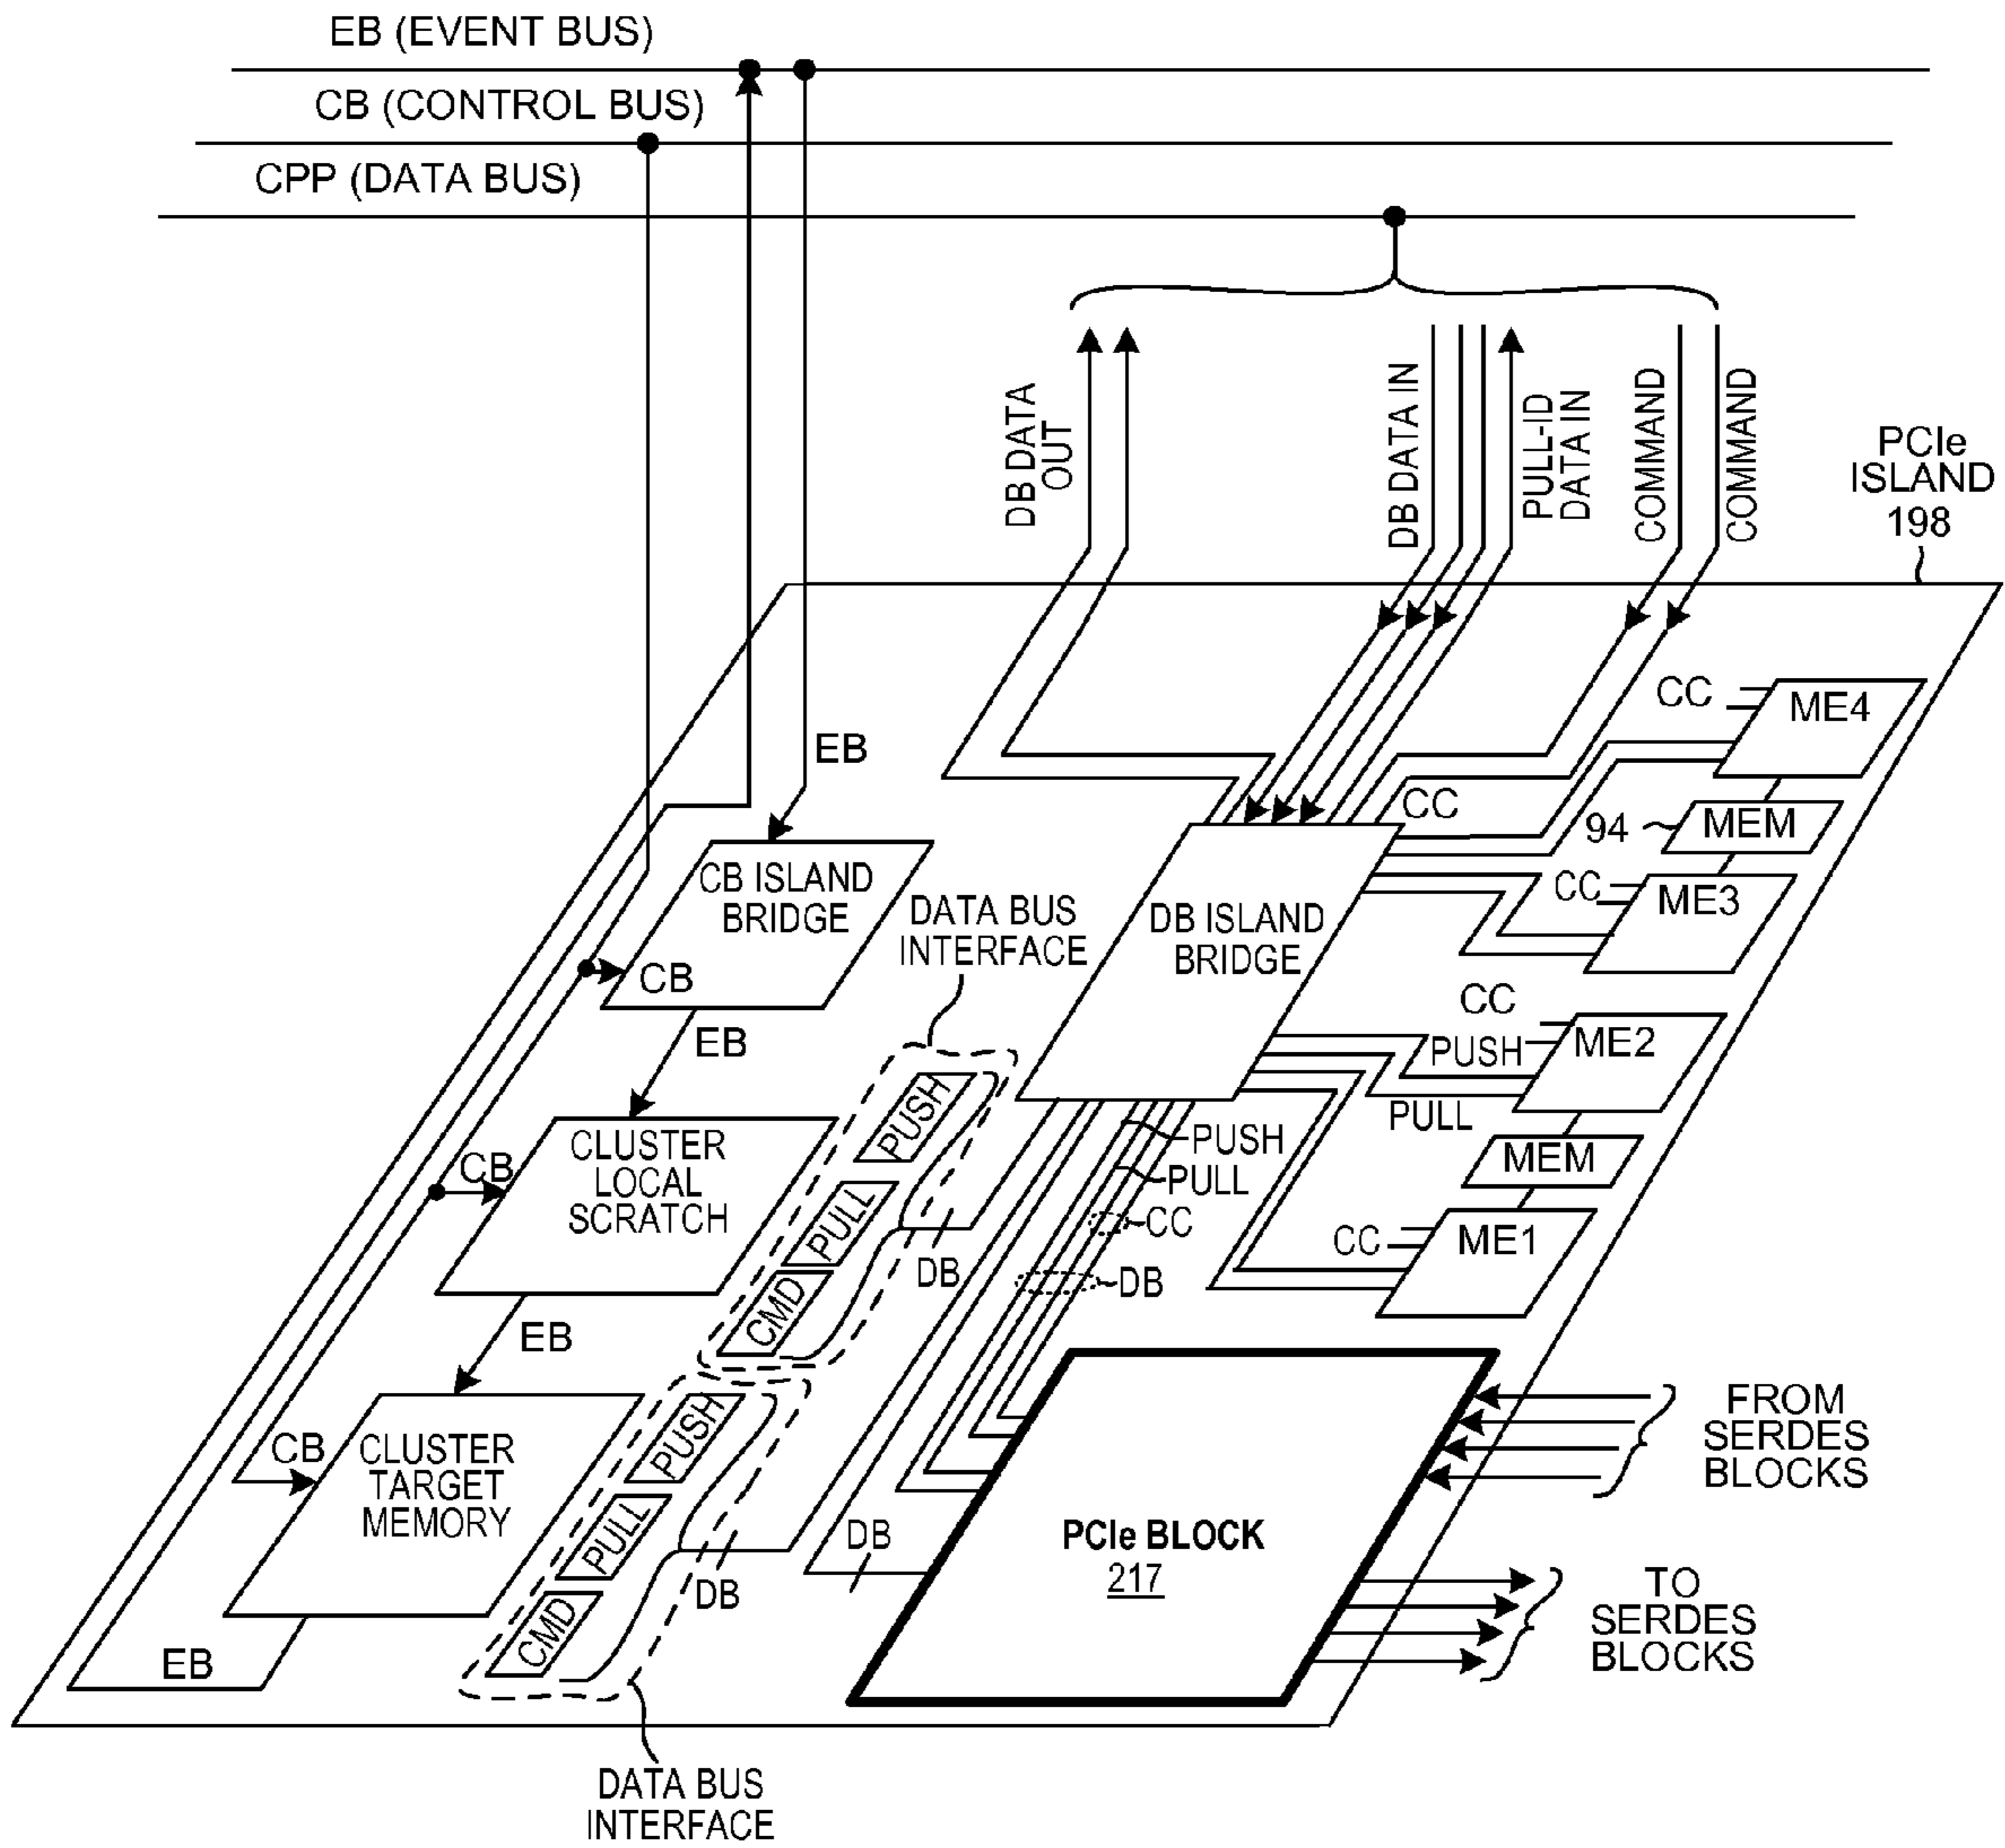 EB (EVENT BUS)
CB (CONTROL BUS)
CPP (DATA BUS)
DB DATA
OUT
DB DATA IN
PULL-ID
DATA IN
COMMAND
COMMAND
PCIe
ISLAND
198
CC
ME4
EB
CC
94
MEM
CB ISLAND
BRIDGE
CB
DATA BUS
INTERFACE
DB ISLAND
BRIDGE
CC
ME3
EB
CC
PUSH
ME2
PULL
PUSH
PUSH
PULL
CC
DB
MEM
CLUSTER
LOCAL
SCRATCH
CB
PULL
DB
CMD
CC
ME1
EB
CLUSTER
TARGET
MEMORY
CB
PUSH
PULL
CMD
DB
DB
PCIe BLOCK
217
FROM
SERDES
BLOCKS
TO
SERDES
BLOCKS
EB
DATA BUS
INTERFACE